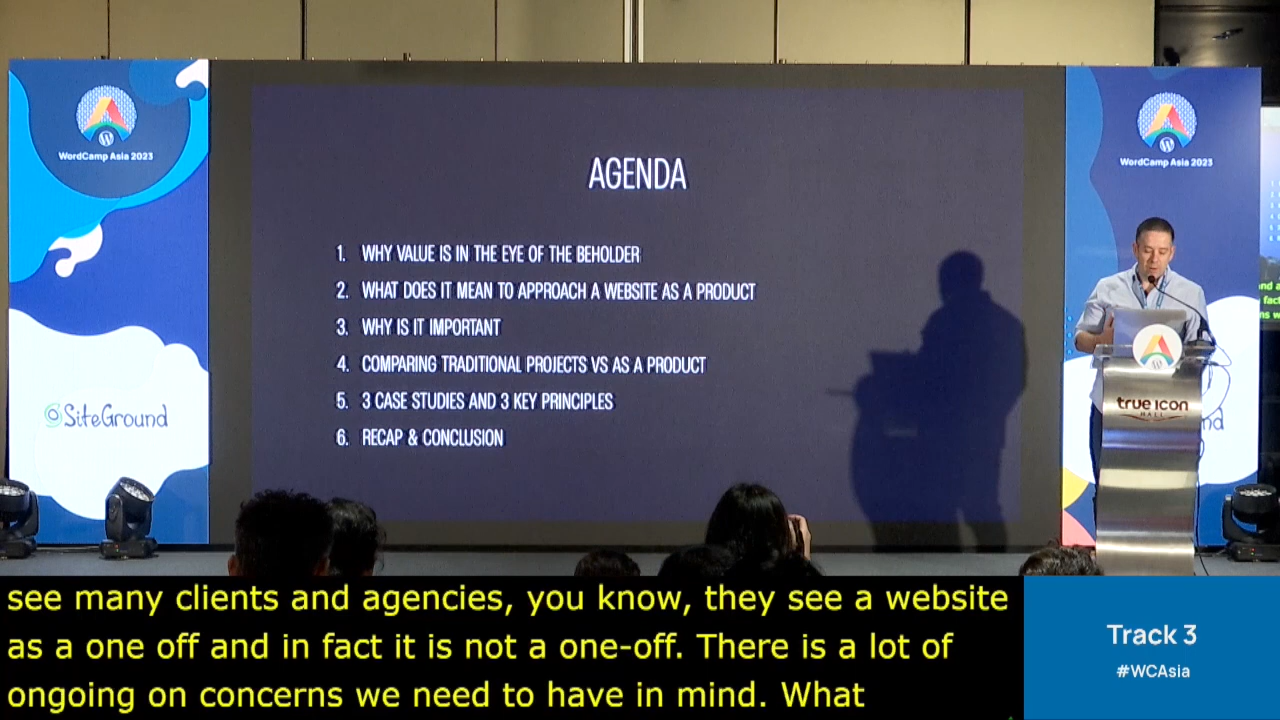 WordCamp Asia 2023
SiteGround
AGENDA
1. WHY VALUE IS IN THE EYE OF THE BEHOLDER
2. WHAT DOES IT MEAN TO APPROACH A WEBSITE AS A PRODUCT
3. WHY IS IT IMPORTANT
4. COMPARING TRADITIONAL PROJECTS VS AS A PRODUCT
5. 3 CASE STUDIES AND 3 KEY PRINCIPLES
6. RECAP & CONCLUSION
WordCamp Asia 2023
true icon
HALL
see many clients and agencies, you know, they see a website
as a one off and in fact it is not a one-off. There is a lot of
ongoing on concerns we need to have in mind. What
Track 3
#WCAsia